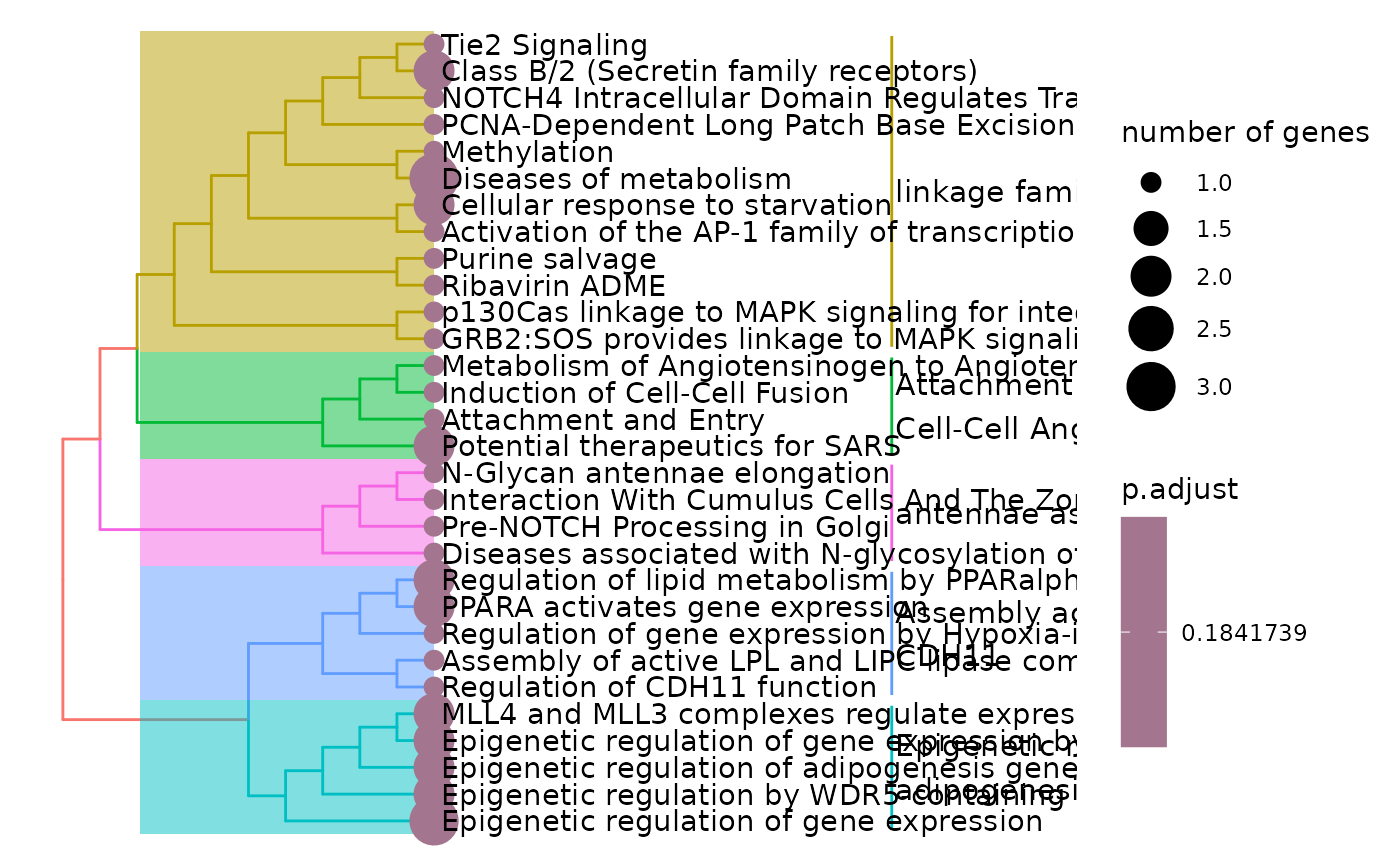 Tie2 Signaling
Class B/2 (Secretin family receptors)
NOTCH4 Intracellular Domain Regulates Tra
PCNA-Dependent Long Patch Base Excision
Methylation
Diseases of metabolism
Cellular response to starvation
Activation of the AP-1 family of transcriptio
Purine salvage
Ribavirin ADME
p130Cas linkage to MAPK signaling for inte
GRB2:SOS provides linkage to MAPK signali
Metabolism of Angiotensinogen to Angioten
Induction of Cell-Cell Fusion
Attachment and Entry
Potential therapeutics for SARS
N-Glycan antennae elongation
Interaction With Cumulus Cells And The Zo
Pre-NOTCH Processing in Golgi
Diseases associated with N-glycosylation of
Regulation of lipid metabolism by PPARalph
PPARA activates gene expression
Regulation of gene expression by Hypoxia-i
Assembly of active LPL and LIPC lipase com
Regulation of CDH11 function
MLL4 and MLL3 complexes regulate expres
Epigenetic regulation of gene expression by
Epigenetic regulation of adipogenesis gene
Epigenetic regulation by WDR5-containing
Epigenetic regulation of gene expression
linkage fami
Attachment
Cell-Cell Ang
antennae as
Assembly ac
CDH11
Epigenetic r
adipogenesi
number of genes
1.0
1.5
2.0
2.5
3.0
p.adjust
0.1841739